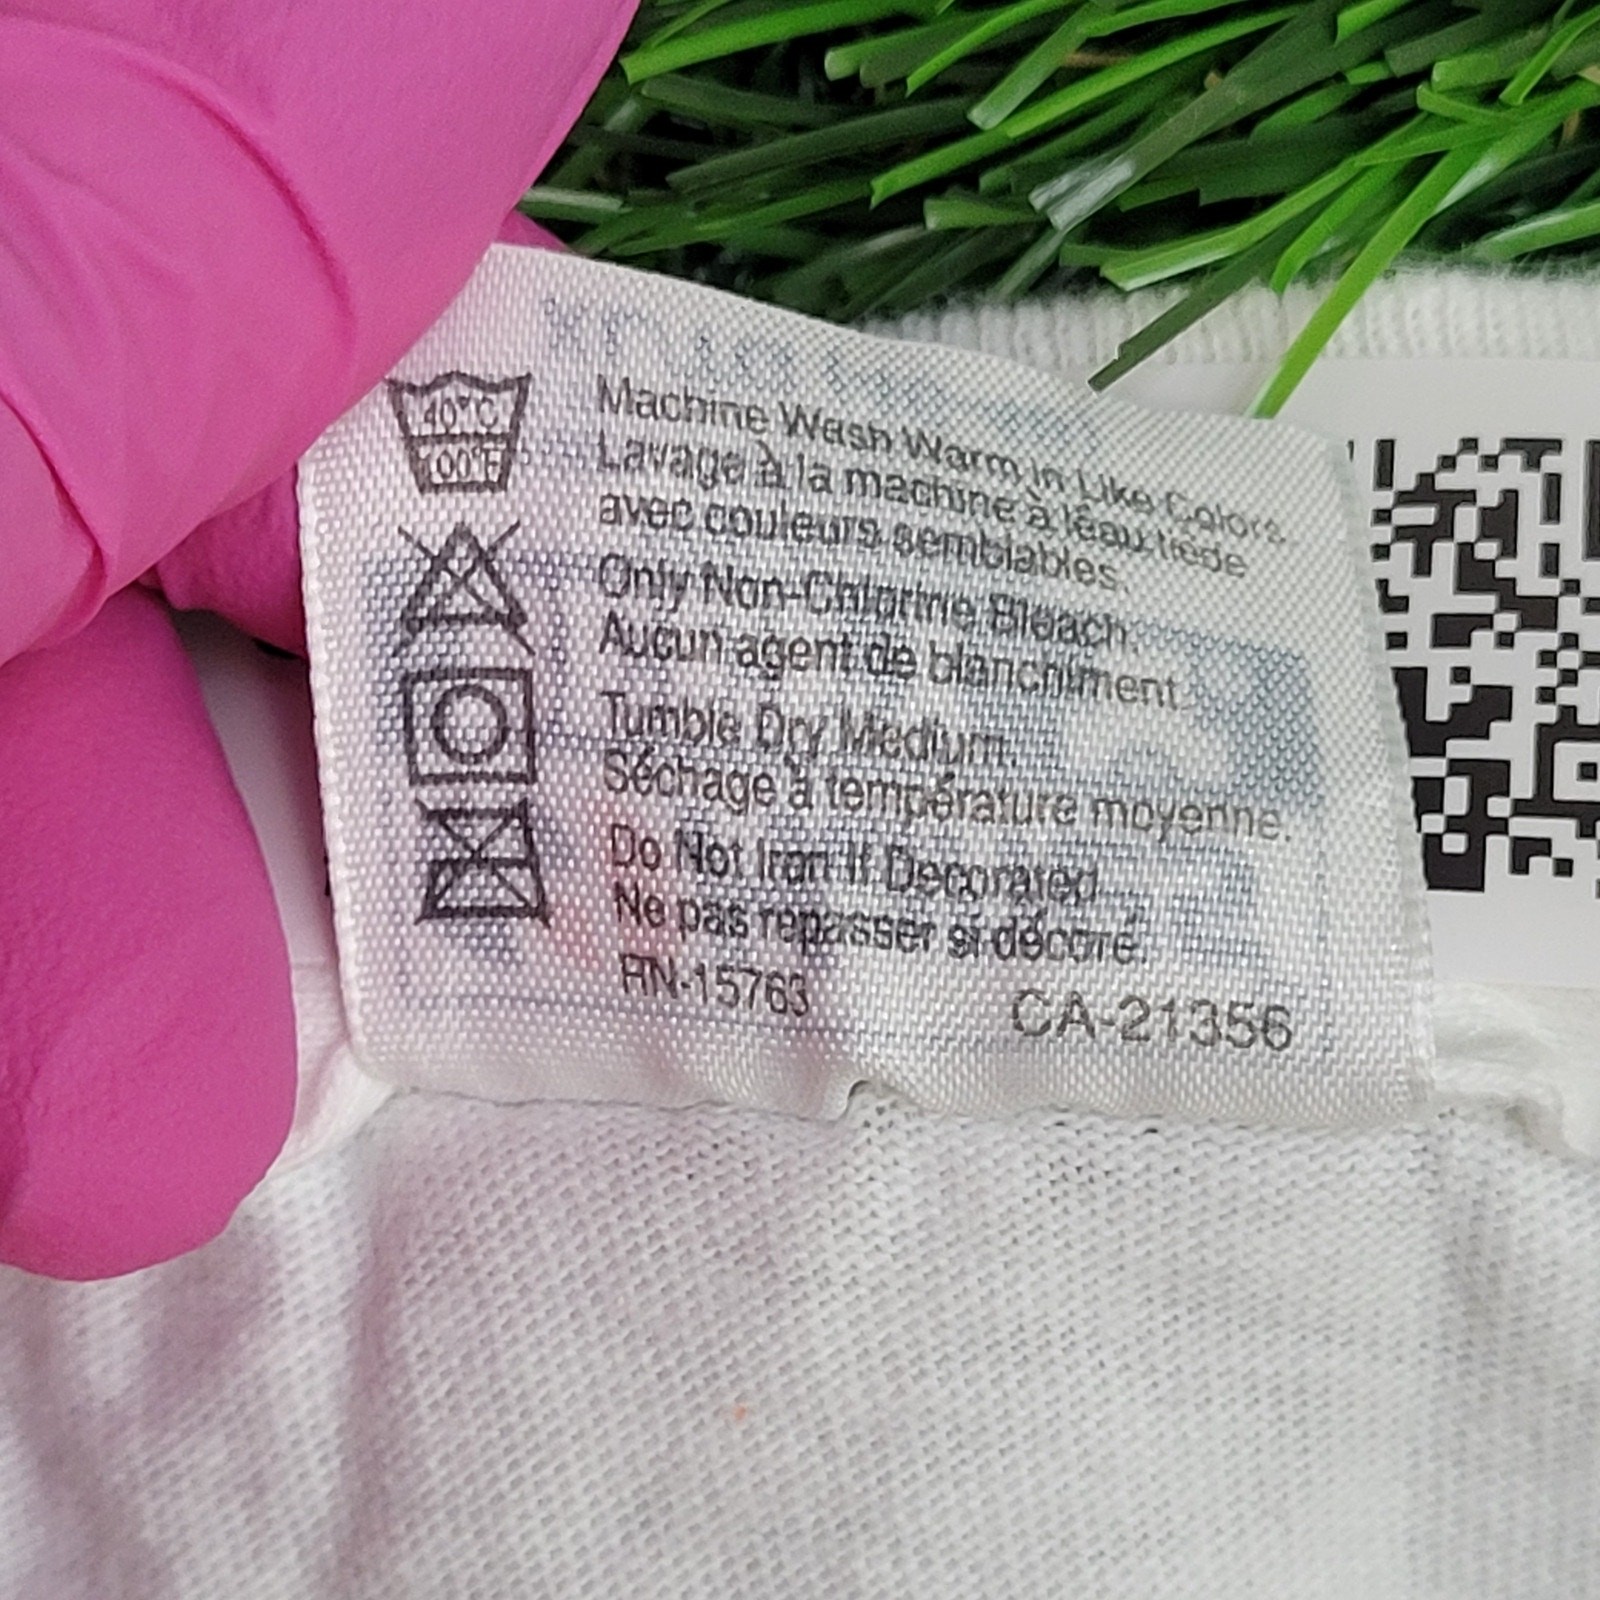 40°C
100°F
Machine Wash Warm in Like Colors.
Lavage à la machine à l'éau tiède
avec couleurs semblables.
Only Non-Chlorine Bleach.
Aucun agent de blanchiment
Tumble Dry Medium.
Séchage à température moyenne.
Do Not Iron If Decorated
Ne pas repasser si décoré.
RN-15763 CA-21356